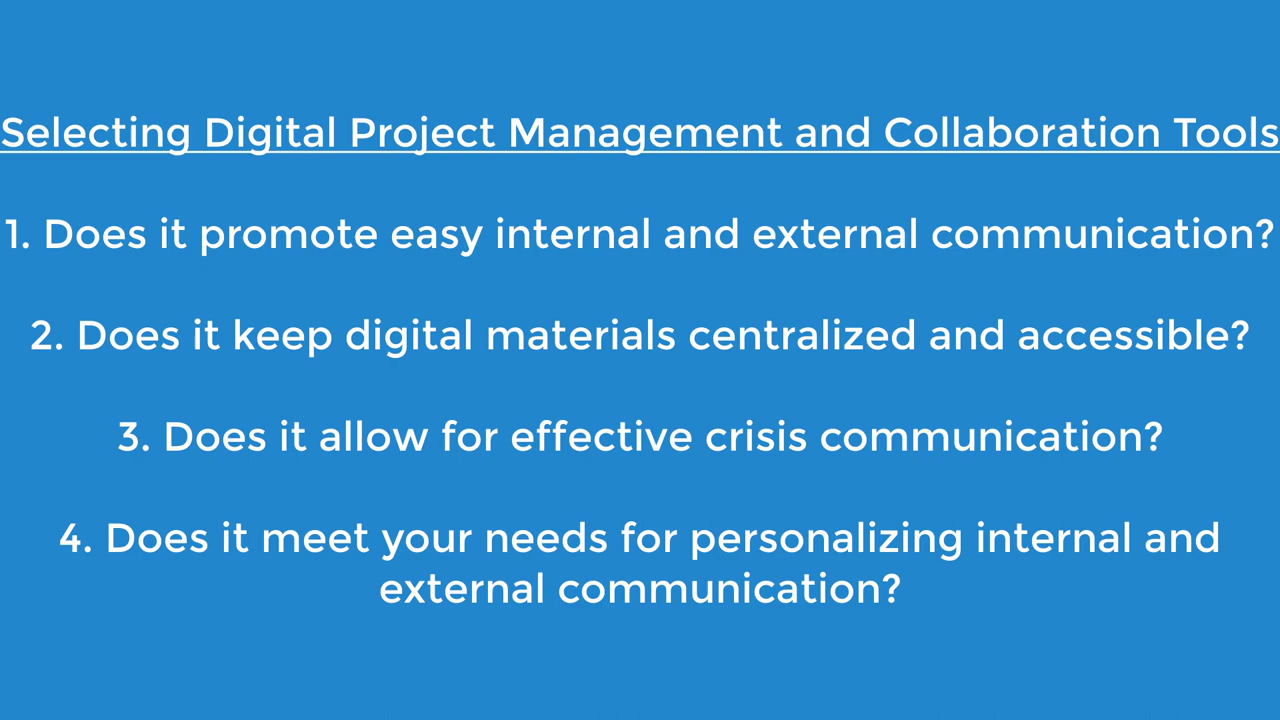 Selecting Digital Project Management and Collaboration Tools
1. Does it promote easy internal and external communication?
2. Does it keep digital materials centralized and accessible?
3. Does it allow for effective crisis communication?
4. Does it meet your needs for personalizing internal and
external communication?